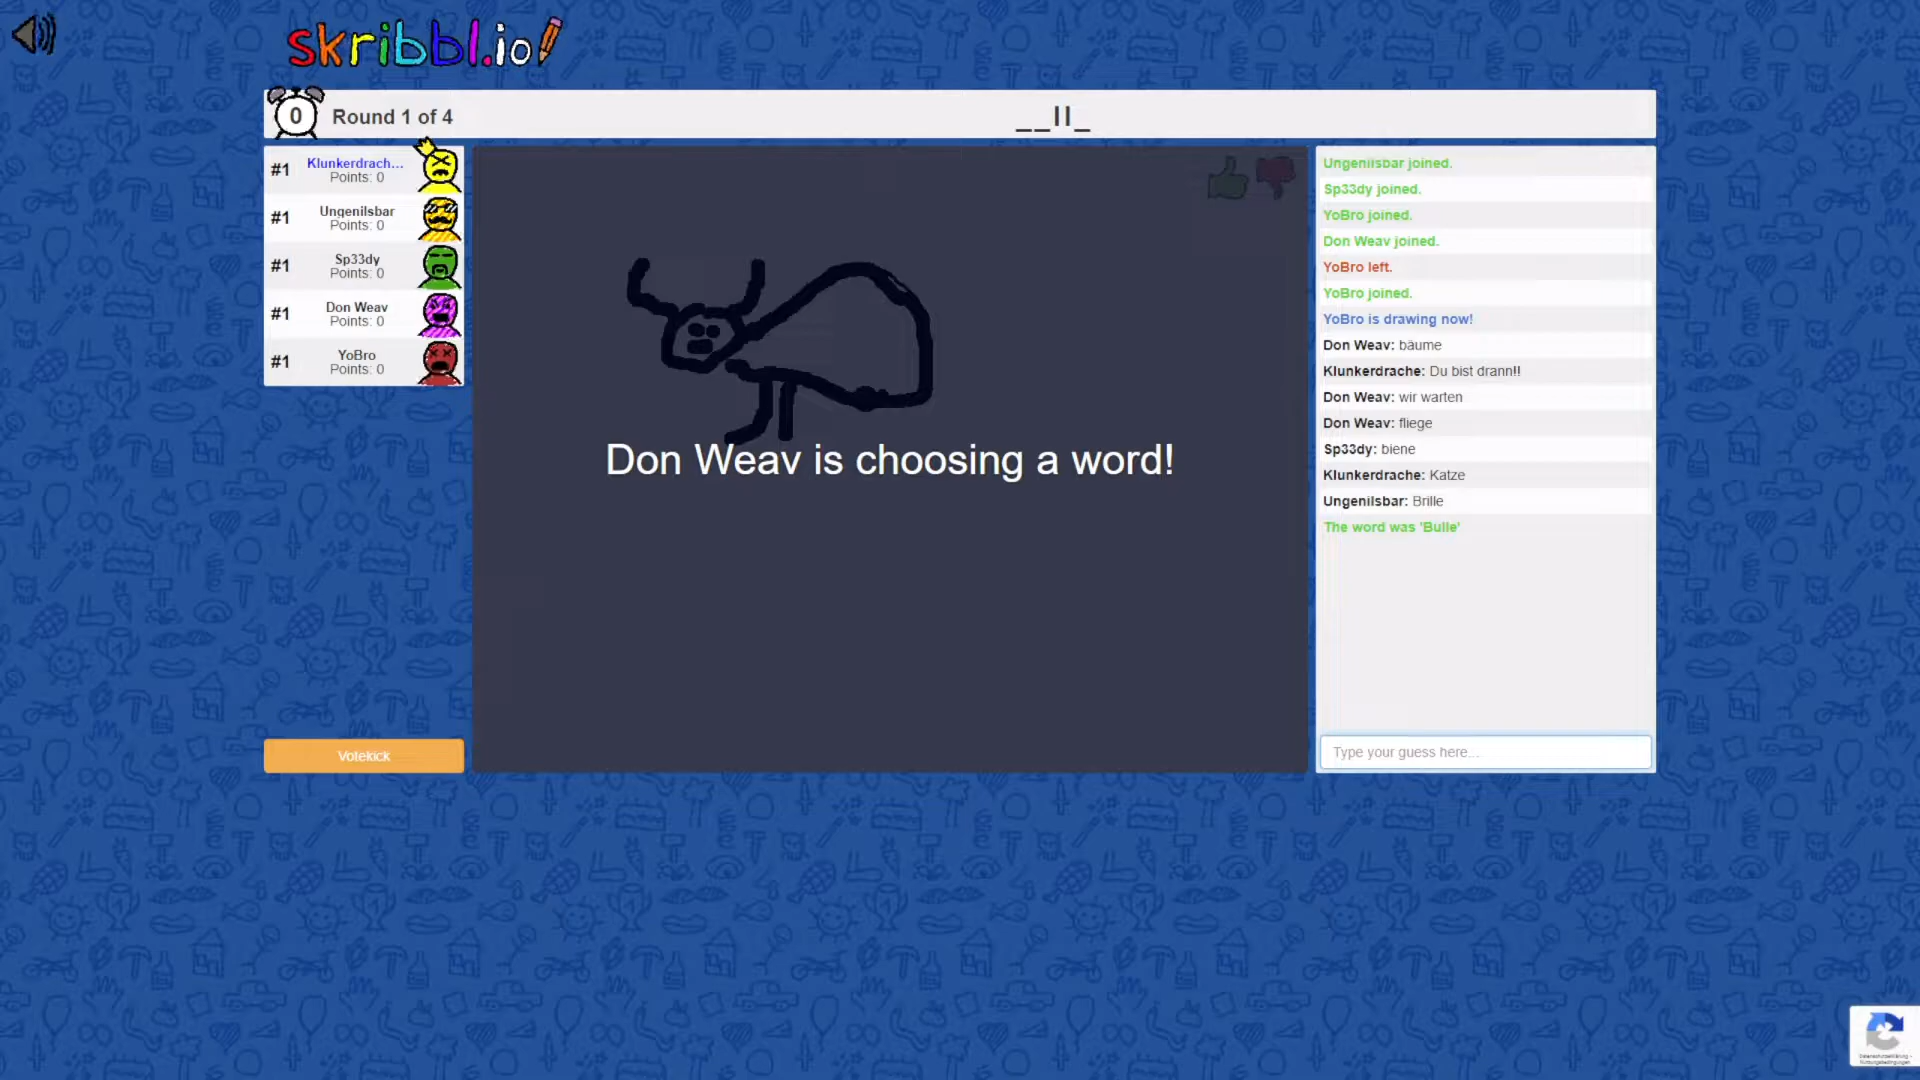 skribbl.io
0
Round 1 of 4
__ll_
#1 Klunkerdrach...
Points: 0
#1 Ungenilsbar
Points: 0
#1 Sp33dy
Points: 0
#1 Don Weav
Points: 0
#1 YoBro
Points: 0
Votekick
Don Weav is choosing a word!
Ungenilsbar joined.
Sp33dy joined.
YoBro joined.
Don Weav joined.
YoBro left.
YoBro joined.
YoBro is drawing now!
Don Weav: bäume
Klunkerdrache: Du bist drann!!
Don Weav: wir warten
Don Weav: fliege
Sp33dy: biene
Klunkerdrache: Katze
Ungenilsbar: Brille
The word was 'Bulle'
Type your guess here...
Datenschutzerklärung -
Nutzungsbedingungen